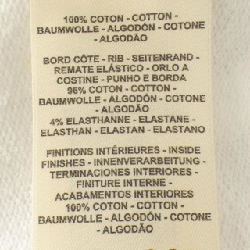 100% COTON - COTTON -
BAUMWOLLE - ALGODÓN - COTONE
- ALGODÃO
BORD CÔTE - RIB - SEITENRAND -
REMATE ELÁSTICO - ORLO A
COSTINE - PUNHO E BORDA
96% COTON - COTTON -
BAUMWOLLE - ALGODÓN - COTONE
- ALGODÃO
4% ELASTHANNE - ELASTANE -
ELASTHAN - ELASTAN - ELASTANO
FINITIONS INTÉRIEURES - INSIDE
FINISHES - INNENVERARBEITUNG -
TERMINACIONES INTERIORES -
FINITURE INTERNE -
ACABAMENTOS INTERIORES
100% COTON - COTTON -
BAUMWOLLE - ALGODÓN - COTONE
- ALGODÃO